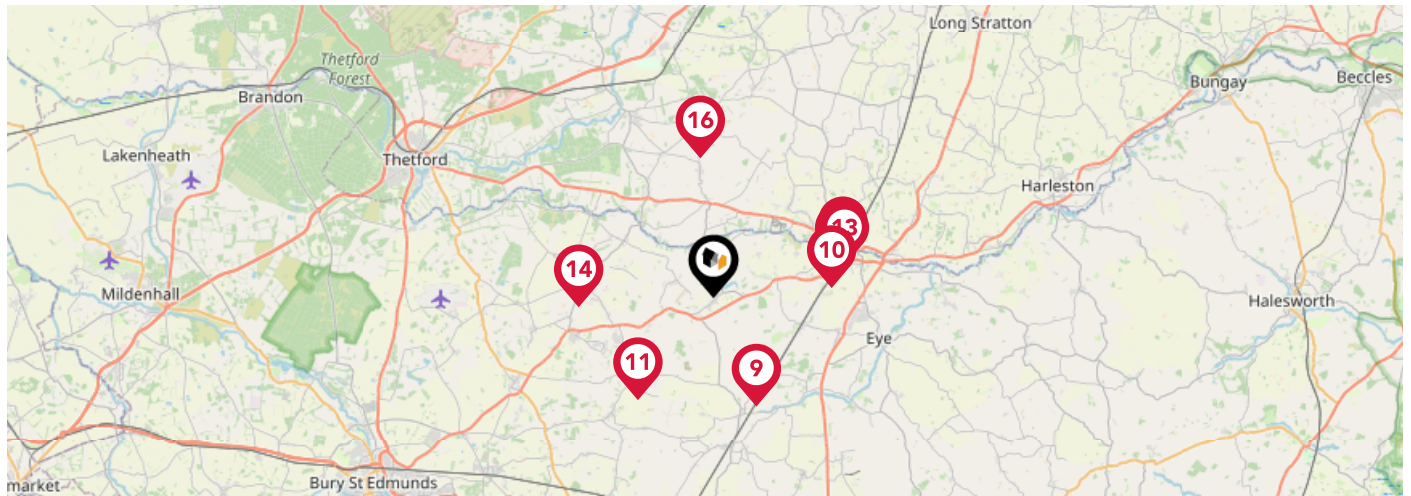 Long Stratton
Thetford
Forest
Bungay
Beccles
Brandon
16
Lakenheath
Thetford
Harleston
13
10
14
Mildenhall
Halesworth
Eye
11
9
Bury St Edmunds
market